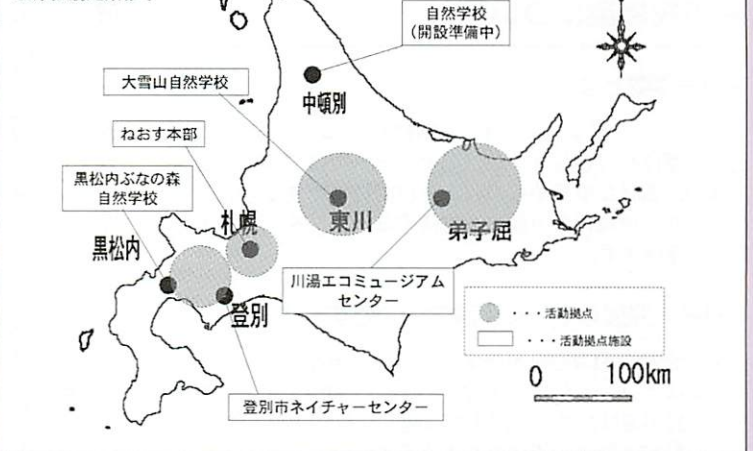 自然学校
(開設準備中)
大雪山自然学校
中頓別
ねおす本部
黒松内ぶなの森
自然学校
札幌
東川
弟子屈
黒松内
川湯エコミュージアム
センター
登別
・・・活動拠点
・・・活動拠点施設
0 100km
登別市ネイチャーセンター